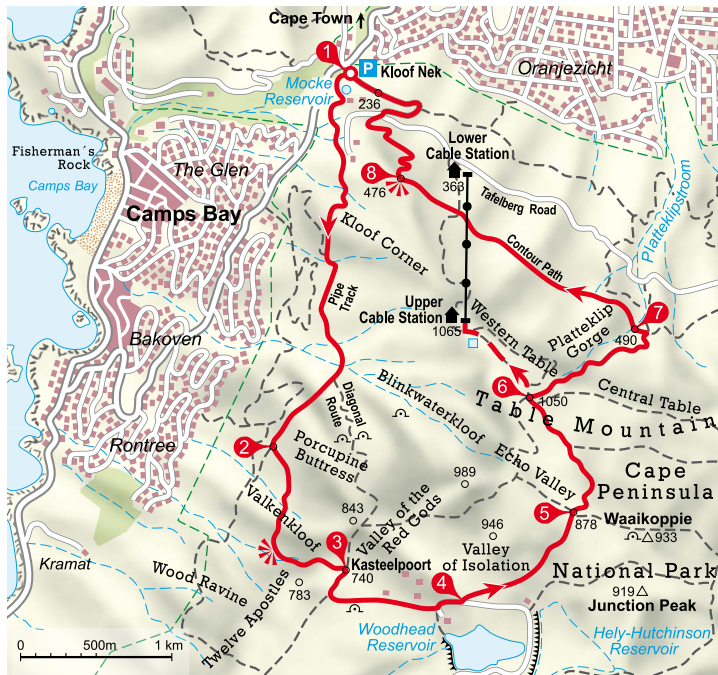 Cape Town
1
P
Kloof Nek
Oranjezicht
Mocke
Reservoir
236
Fisherman´s
Rock
Camps Bay
The Glen
Lower
Cable Station
8
476
363
Tafelberg Road
Camps Bay
Platteklipstroom
Kloof Corner
Contour Path
Pipe
Track
Upper
Cable Station
1065
Western Table
7
490
Platteklip
Gorge
Bakoven
6
1050
Blinkwaterkloof
Central Table
Table Mountain
Diagonal
Route
2
Porcupine
Buttress
Rontree
Echo Valley
Cape
Peninsula
989
Valkenkloof
Valley of the
Red Gods
843
5
878
Waaikoppie
933
946
Valley
of Isolation
3
Kasteelpoort
740
Kramat
Wood Ravine
783
Twelve Apostles
4
National Park
919
Junction Peak
Woodhead
Reservoir
Hely-Hutchinson
Reservoir
0 500m 1 km